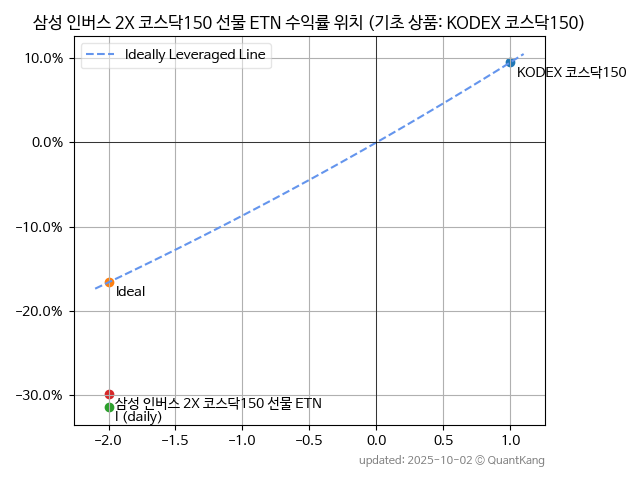 삼성 인버스 2X 코스닥150 선물 ETN 수익률 위치 (기초 상품: KODEX 코스닥150)
10.0%
0.0%
-10.0%
-20.0%
-30.0%
Ideally Leveraged Line
KODEX 코스닥150
Ideal
삼성 인버스 2X 코스닥150 선물 ETN
I (daily)
-2.0 -1.5 -1.0 -0.5 0.0 0.5 1.0
updated: 2025-10-02 © QuantKang